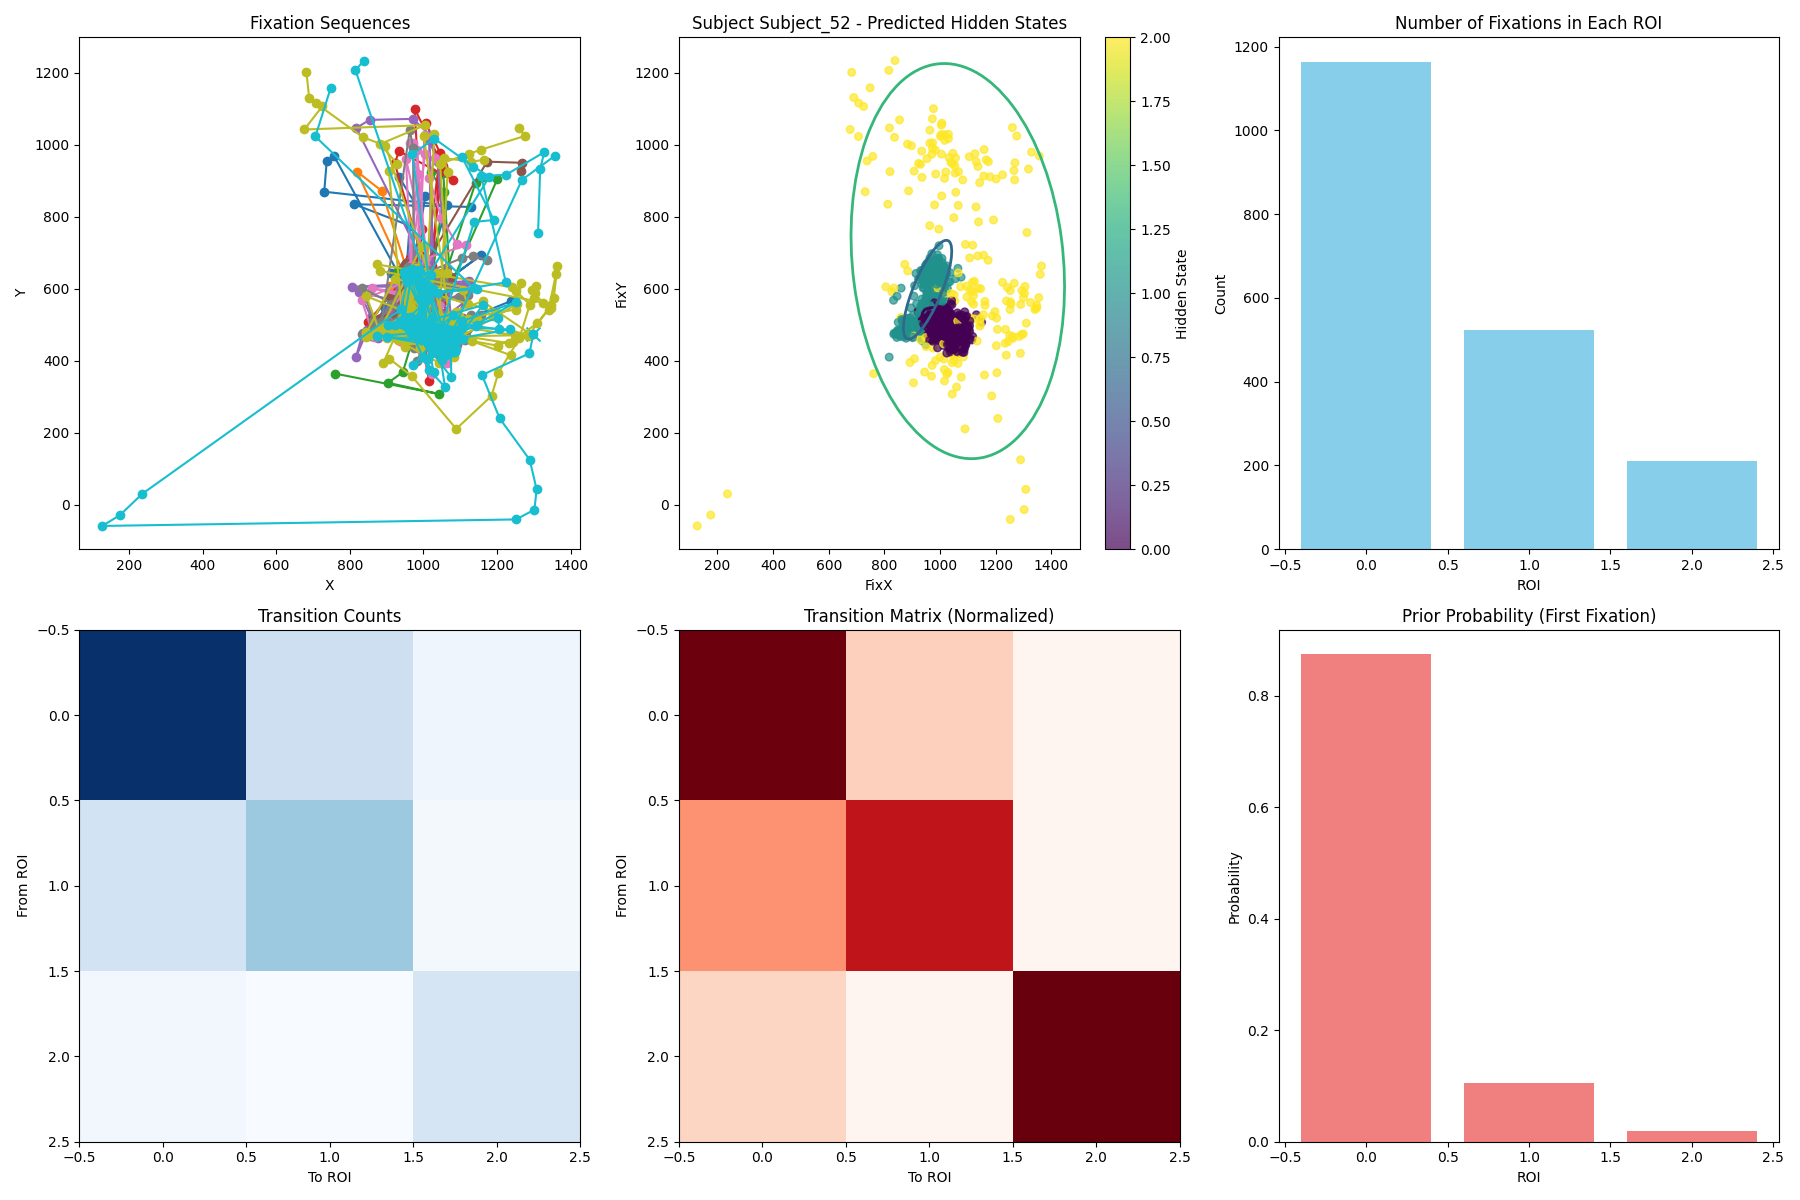 Fixation Sequences
1200
1000
800
600
400
200
0
Y
200 400 600 800 1000 1200 1400
X
Subject Subject_52 - Predicted Hidden States
1200
1000
800
600
400
200
0
FixY
200 400 600 800 1000 1200 1400
FixX
2.00
1.75
1.50
1.25
1.00
0.75
0.50
0.25
0.00
Hidden State
Number of Fixations in Each ROI
1200
1000
800
600
400
200
0
Count
−0.5 0.0 0.5 1.0 1.5 2.0 2.5
ROI
Transition Counts
−0.5
0.0
0.5
1.0
1.5
2.0
2.5
From ROI
−0.5 0.0 0.5 1.0 1.5 2.0 2.5
To ROI
Transition Matrix (Normalized)
−0.5
0.0
0.5
1.0
1.5
2.0
2.5
From ROI
−0.5 0.0 0.5 1.0 1.5 2.0 2.5
To ROI
Prior Probability (First Fixation)
0.8
0.6
0.4
0.2
0.0
Probability
−0.5 0.0 0.5 1.0 1.5 2.0 2.5
ROI